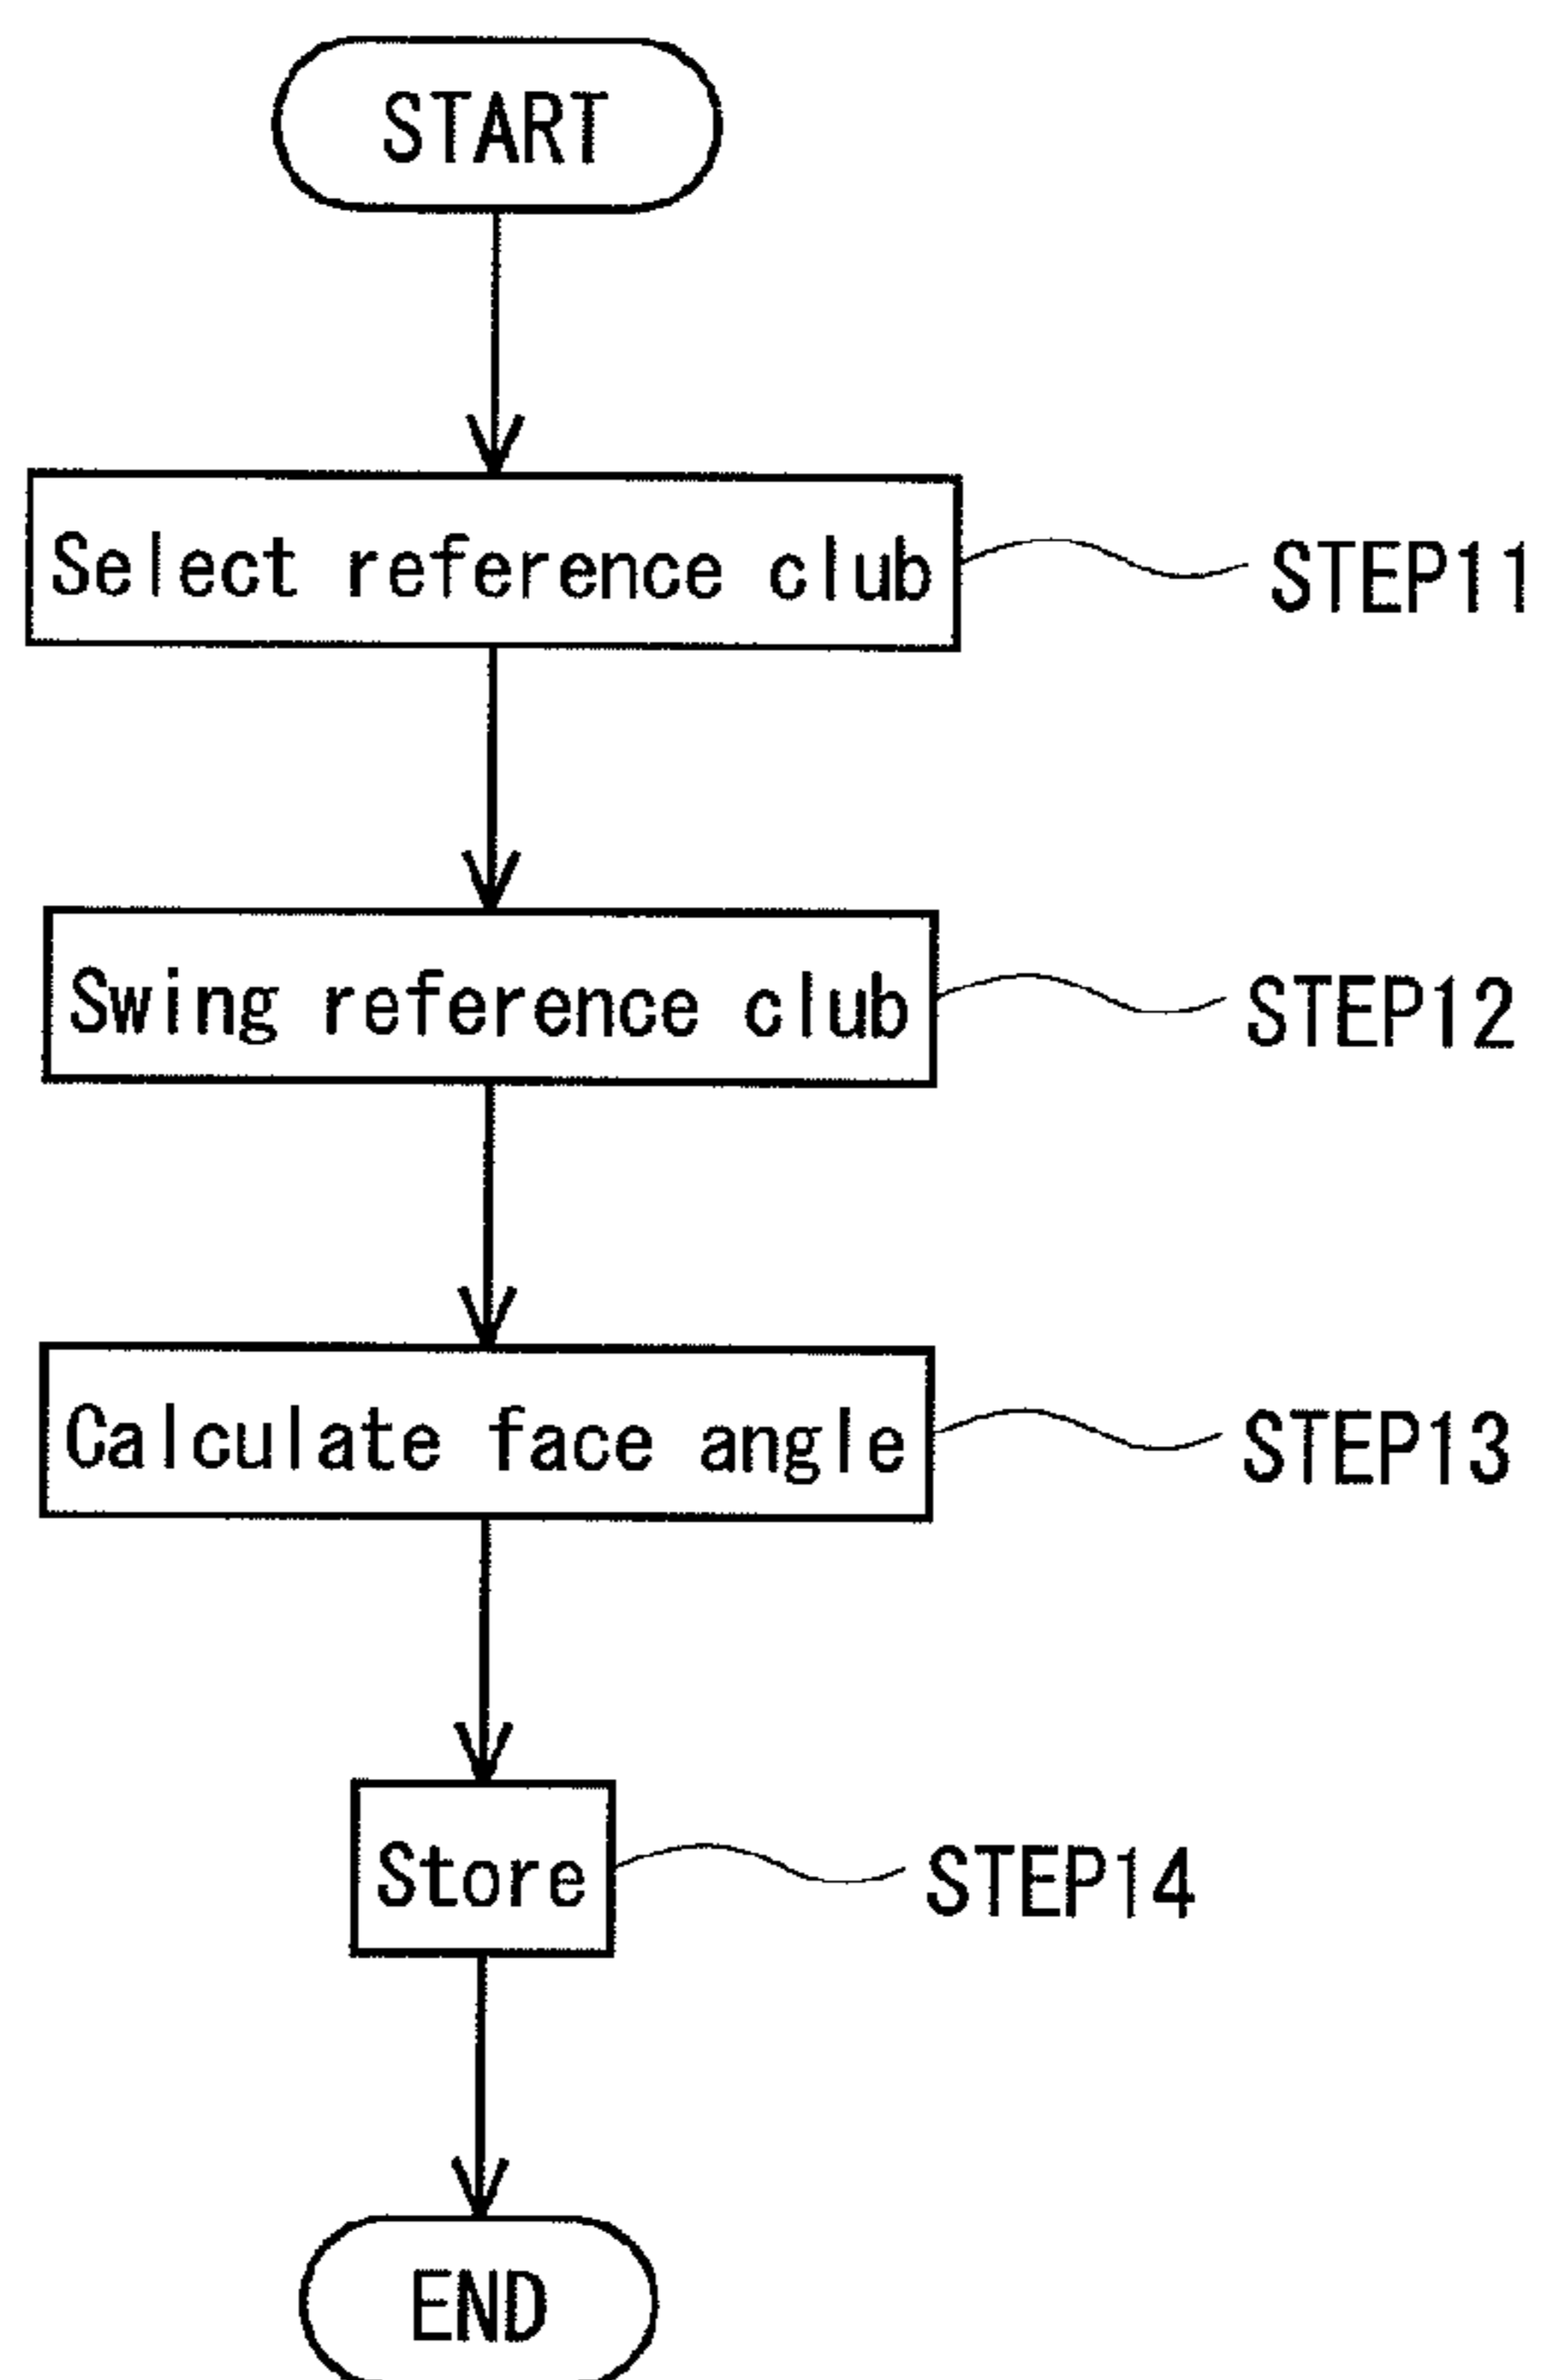 START
Select reference club
STEP11
Swing reference club
STEP12
Calculate face angle
STEP13
Store
STEP14
END